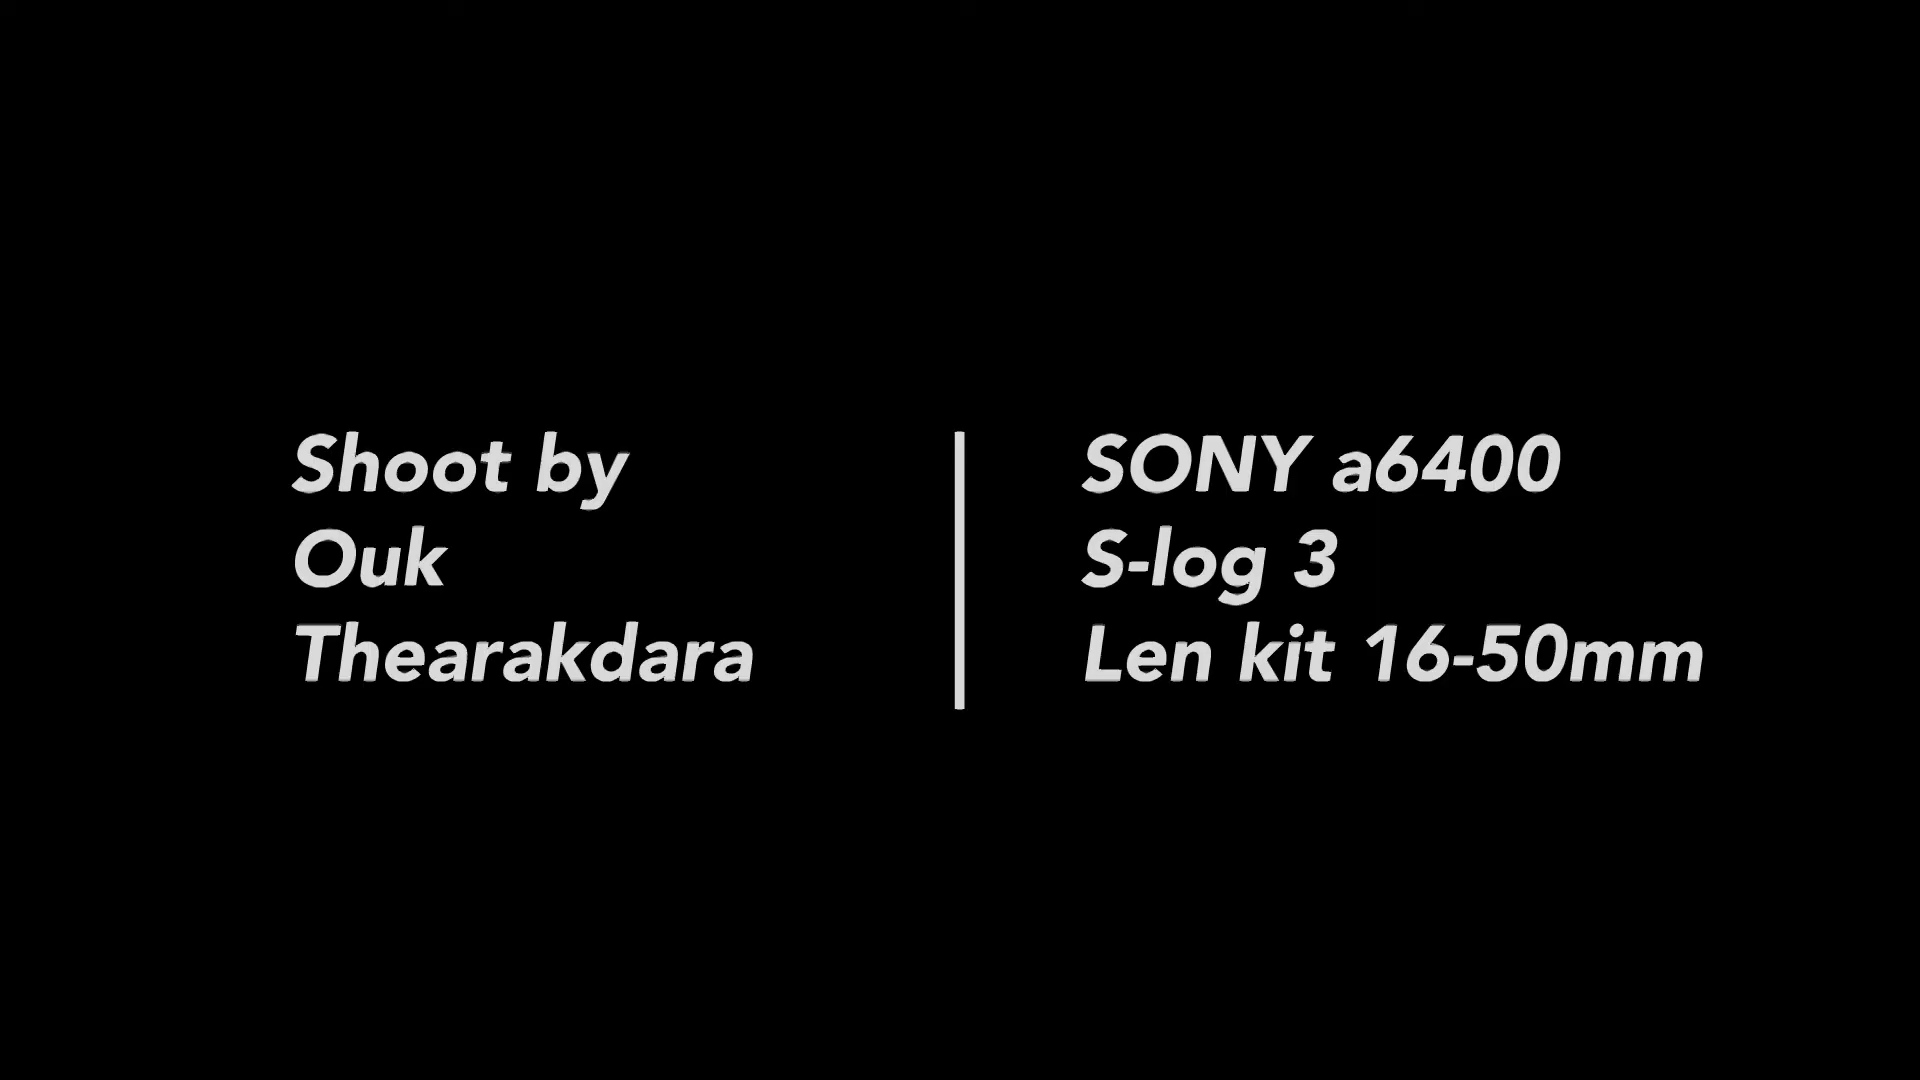 Shoot by
Ouk
Thearakdara
SONY a6400
S-log 3
Len kit 16-50mm